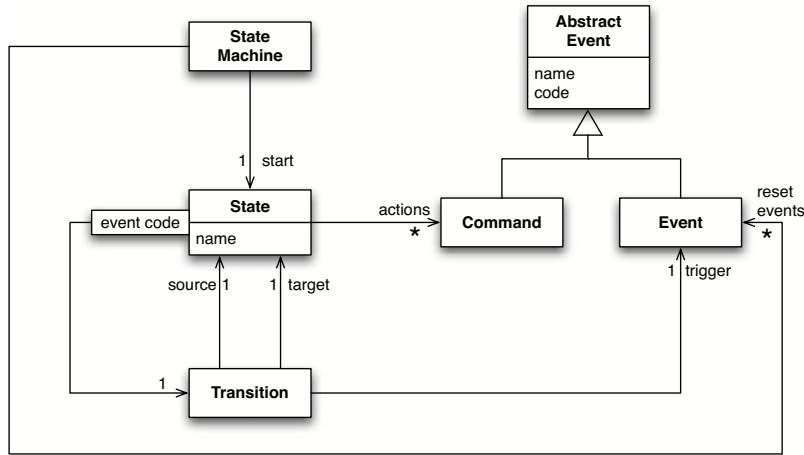 State
Machine
Abstract
Event
name
code
1 start
reset
events
*
event code
State
name
actions
*
Command
Event
source 1
1 target
1 trigger
1
Transition